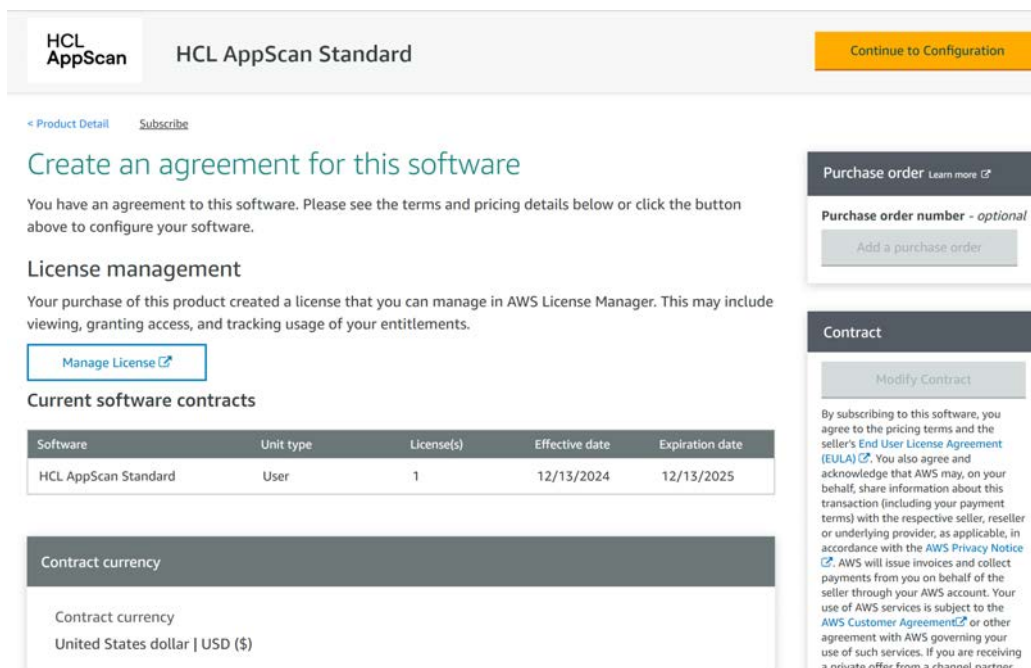 HCL
AppScan
HCL AppScan Standard
Continue to Configuration
< Product Detail Subscribe
Create an agreement for this software
You have an agreement to this software. Please see the terms and pricing details below or click the button
above to configure your software.
License management
Your purchase of this product created a license that you can manage in AWS License Manager. This may include
viewing, granting access, and tracking usage of your entitlements.
Manage License
Current software contracts
Software Unit type License(s) Effective date Expiration date
HCL AppScan Standard User 1 12/13/2024 12/13/2025
Contract currency
Contract currency
United States dollar | USD ($)
Purchase order Learn more
Purchase order number - optional
Add a purchase order
Contract
Modify Contract
By subscribing to this software, you
agree to the pricing terms and the
seller's End User License Agreement
(EULA). You also agree and
acknowledge that AWS may, on your
behalf, share information about this
transaction (including your payment
terms) with the respective seller, reseller
or underlying provider, as applicable, in
accordance with the AWS Privacy Notice
. AWS will issue invoices and collect
payments from you on behalf of the
seller through your AWS account. Your
use of AWS services is subject to the
AWS Customer Agreement or other
agreement with AWS governing your
use of such services. If you are receiving
a private offer from a channel partner